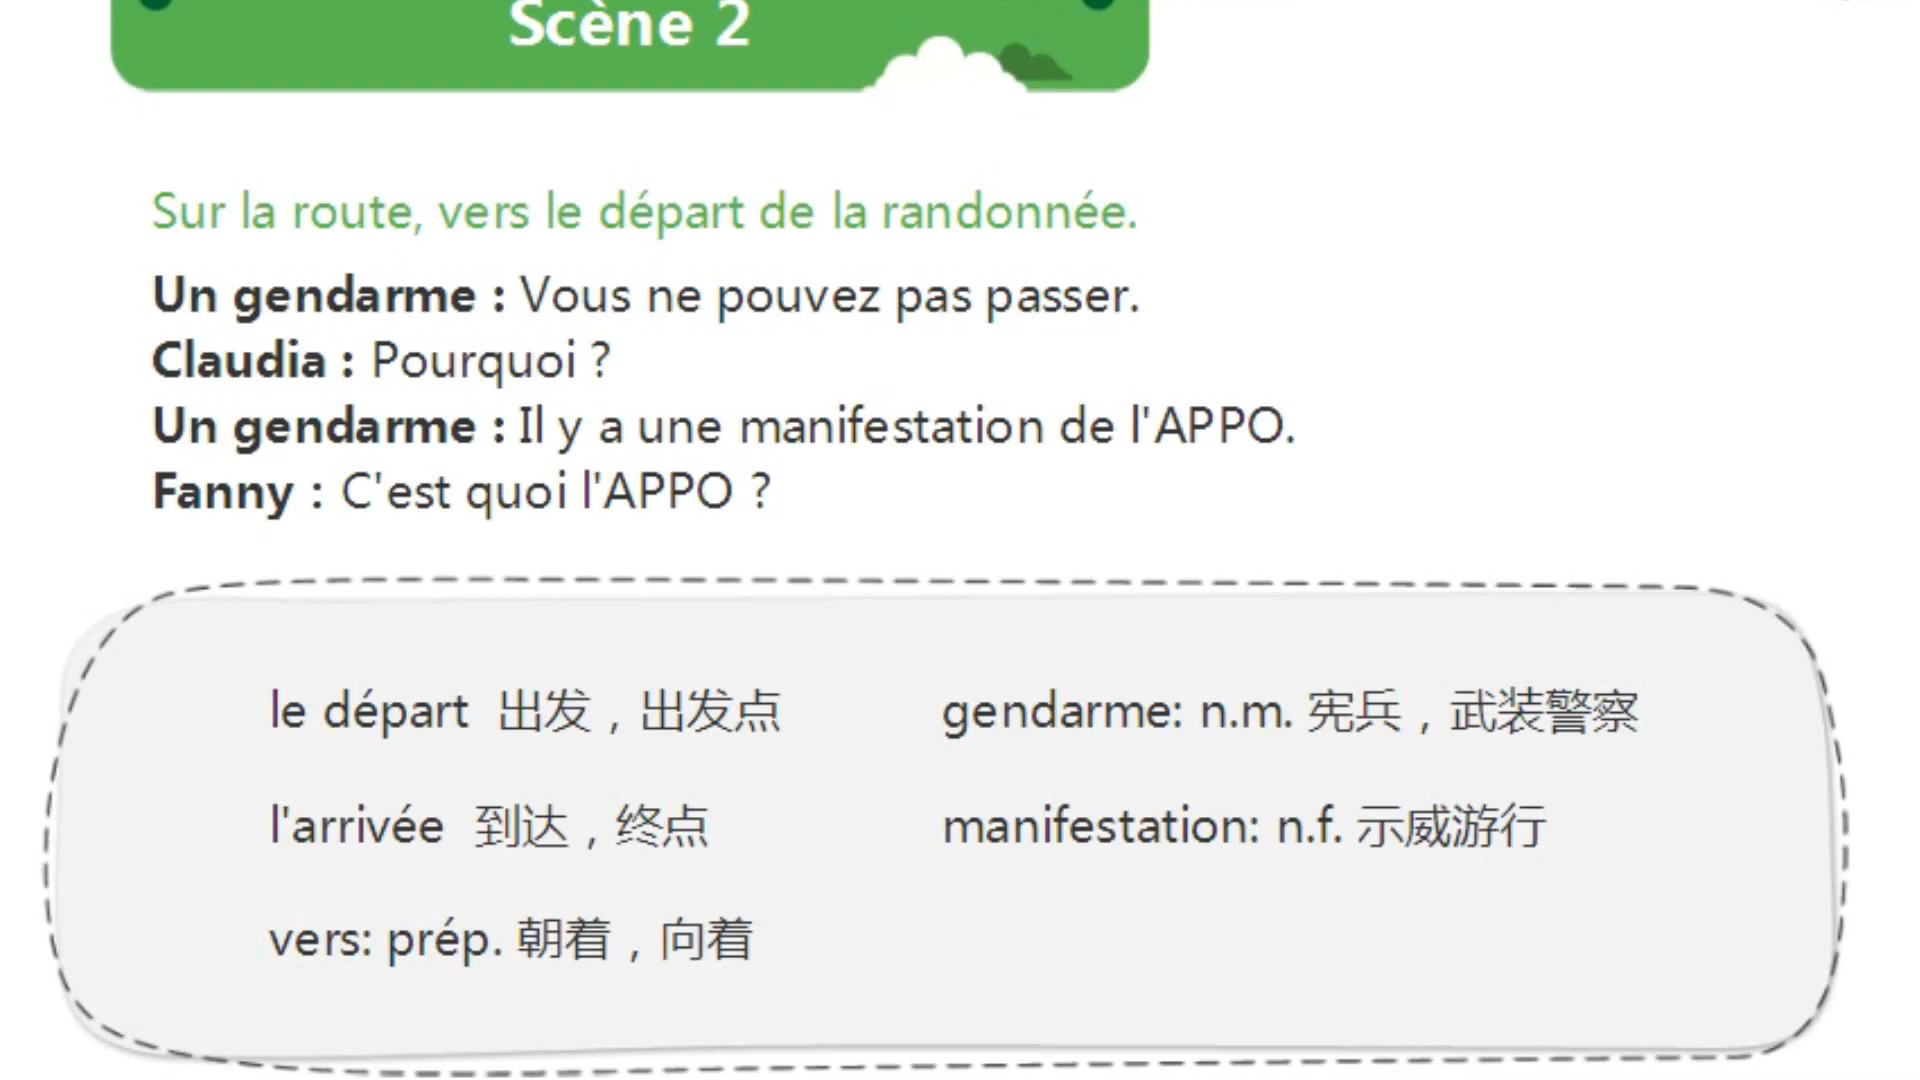 Scène 2
Sur la route, vers le départ de la randonnée.
Un gendarme : Vous ne pouvez pas passer.
Claudia : Pourquoi ?
Un gendarme : Il y a une manifestation de l'APPO.
Fanny : C'est quoi l'APPO ?
le départ 出发，出发点
gendarme: n.m. 宪兵，武装警察
l'arrivée 到达，终点
manifestation: n.f. 示威游行
vers: prép. 朝着，向着